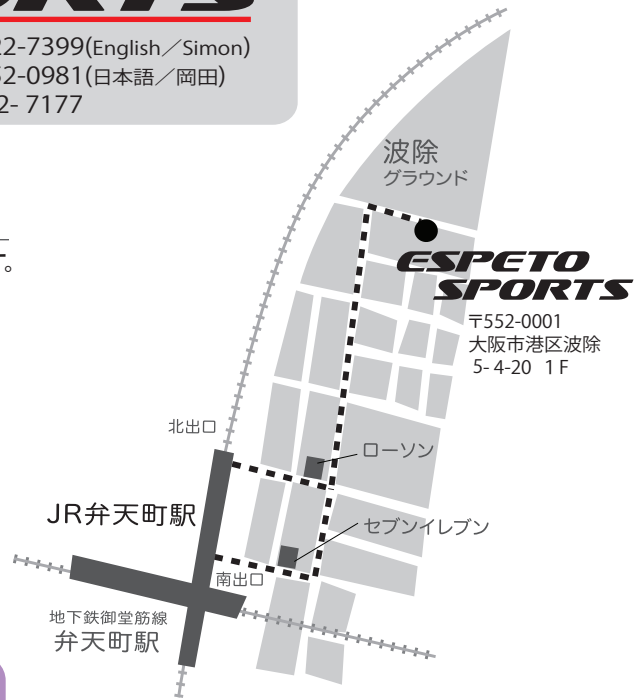 22-7399(English／Simon)
52-0981(日本語／岡田)
2- 7177
。
波除
グラウンド
ESPETO
SPORTS
〒552-0001
大阪市港区波除
5- 4-20 1 F
北出口
ローソン
JR弁天町駅
セブンイレブン
南出口
地下鉄御堂筋線
弁天町駅